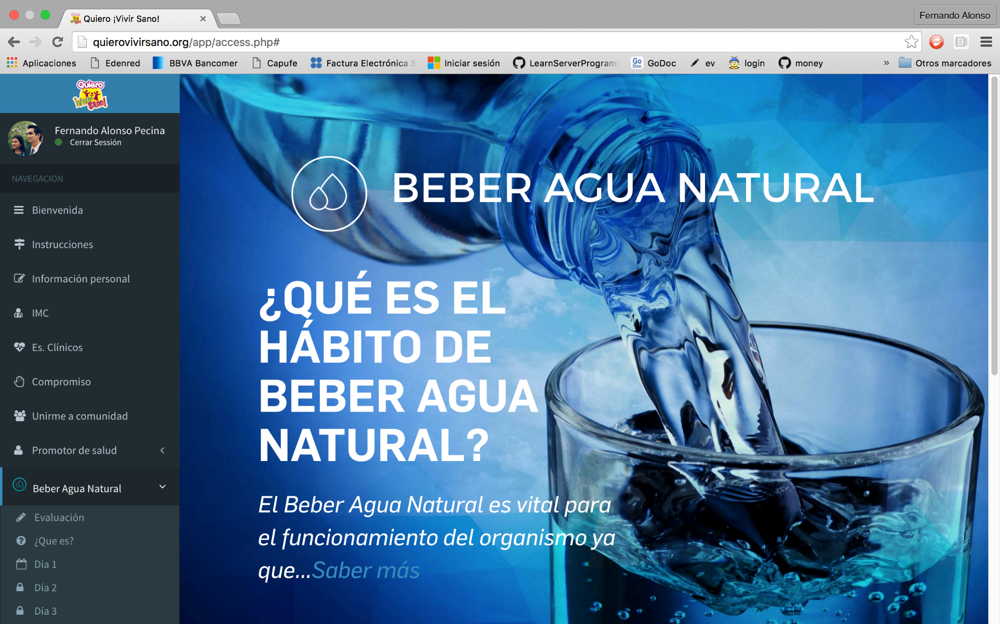 Quiero ¡Vivir Sano!
Fernando Alonso
quierovivirsano.org/app/access.php#
Aplicaciones
Edenred
BBVA Bancomer
Capufe
Factura Electrónica S
Iniciar sesión
LearnServerProgram
Go Doc
GoDoc
ev
login
money
»
Otros marcadores
Quiero
¡Vivir
Sano!
Fernando Alonso Pecina
Cerrar Sessión
NAVEGACION
Bienvenida
Instrucciones
Información personal
IMC
Es. Clínicos
Compromiso
Unirme a comunidad
Promotor de salud
Beber Agua Natural
Evaluación
¿Que es?
Día 1
Día 2
Día 3
BEBER AGUA NATURAL
¿QUÉ ES EL
HÁBITO DE
BEBER AGUA
NATURAL?
El Beber Agua Natural es vital para
el funcionamiento del organismo ya
que...Saber más